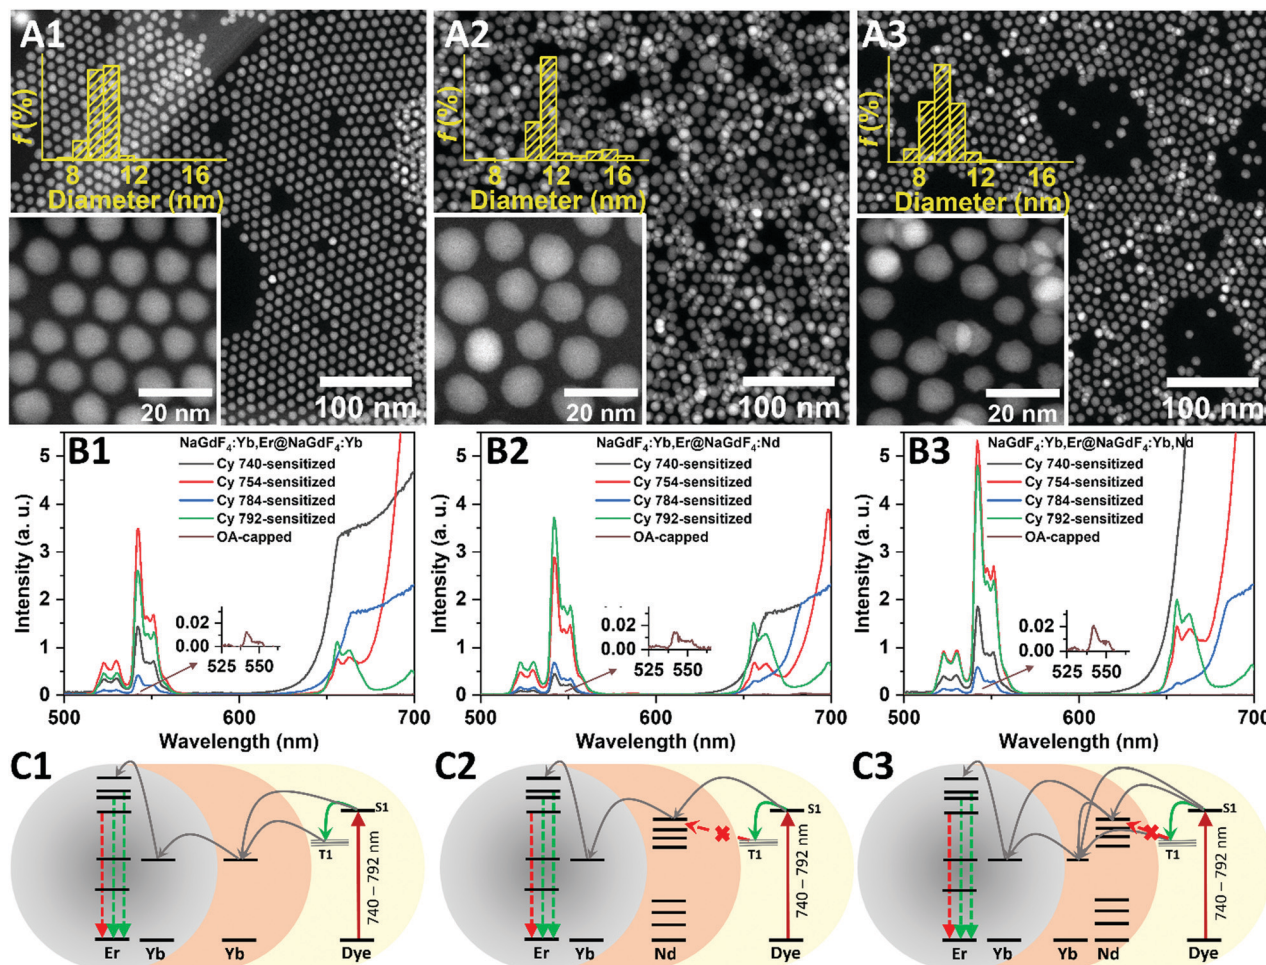 A1
f (%)
8 12 16
Diameter (nm)
20 nm
100 nm
A2
f (%)
8 12 16
Diameter (nm)
20 nm
100 nm
A3
f (%)
8 12 16
Diameter (nm)
20 nm
100 nm
B1
NaGdF₄:Yb,Er@NaGdF₄:Yb
Cy 740-sensitized
Cy 754-sensitized
Cy 784-sensitized
Cy 792-sensitized
OA-capped
Intensity (a. u.)
5
4
3
2
1
0
0.02
0.00
525 550
500 600 700
Wavelength (nm)
B2
NaGdF₄:Yb,Er@NaGdF₄:Nd
Cy 740-sensitized
Cy 754-sensitized
Cy 784-sensitized
Cy 792-sensitized
OA-capped
Intensity (a. u.)
5
4
3
2
1
0
0.02
0.00
525 550
500 600 700
Wavelength (nm)
B3
NaGdF₄:Yb,Er@NaGdF₄:Yb,Nd
Cy 740-sensitized
Cy 754-sensitized
Cy 784-sensitized
Cy 792-sensitized
OA-capped
Intensity (a. u.)
5
4
3
2
1
0
0.02
0.00
525 550
500 600 700
Wavelength (nm)
C1
S1
T1
740 – 792 nm
Er Yb Yb Dye
C2
S1
T1
740 – 792 nm
Er Yb Nd Dye
C3
S1
T1
740 – 792 nm
Er Yb Yb Nd Dye